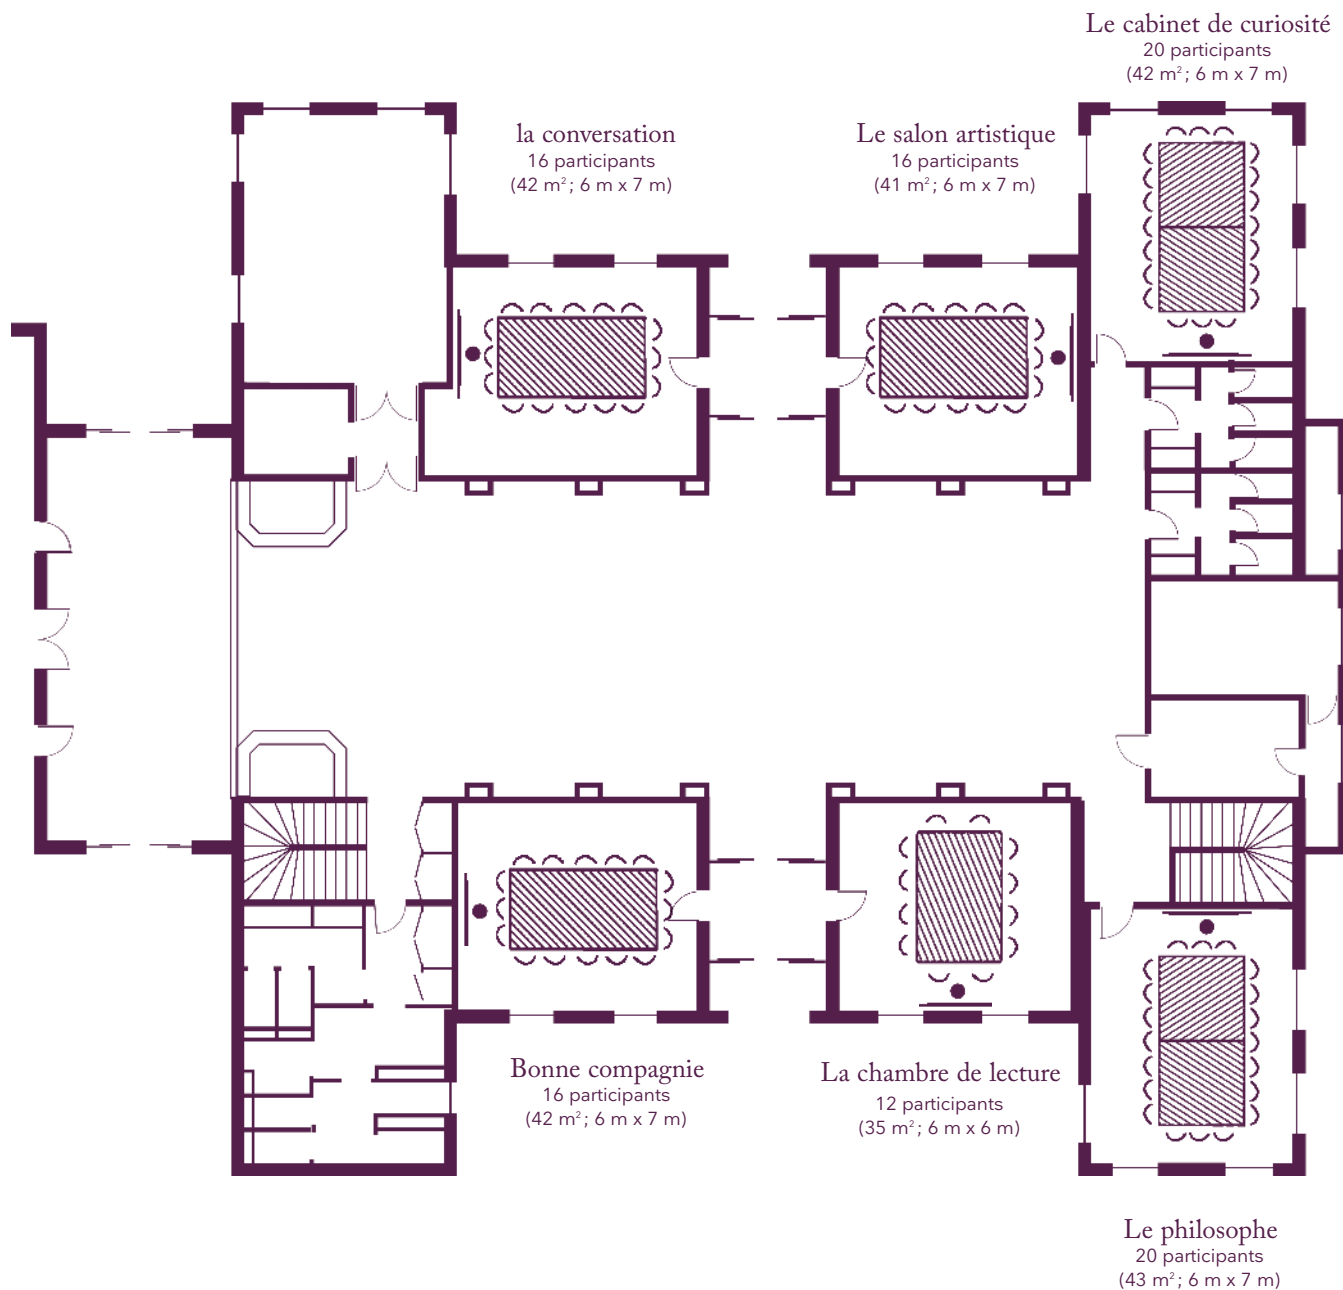 Le cabinet de curiosité
20 participants
(42 m²; 6 m x 7 m)
la conversation
16 participants
(42 m²; 6 m x 7 m)
Le salon artistique
16 participants
(41 m²; 6 m x 7 m)
Bonne compagnie
16 participants
(42 m²; 6 m x 7 m)
La chambre de lecture
12 participants
(35 m²; 6 m x 6 m)
Le philosophe
20 participants
(43 m²; 6 m x 7 m)